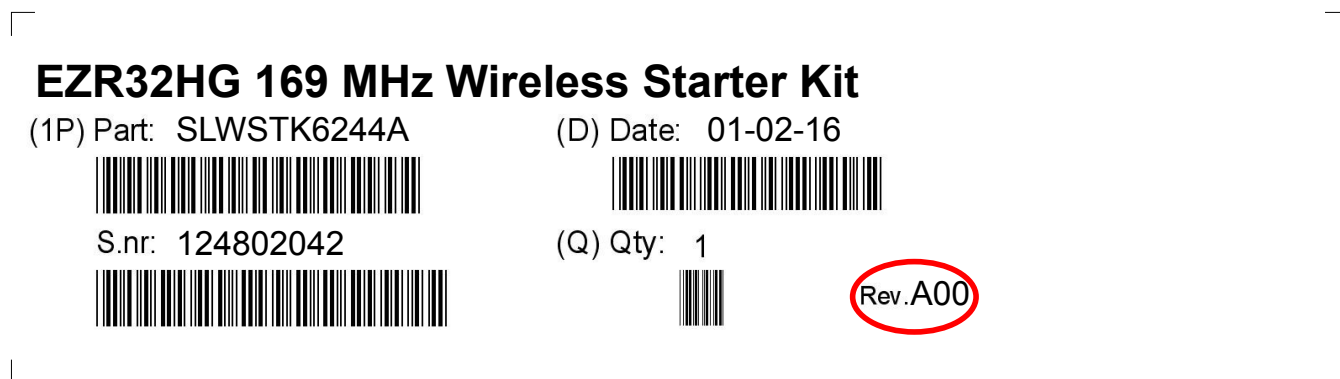 EZR32HG 169 MHz Wireless Starter Kit
(1P) Part: SLWSTK6244A
(D) Date: 01-02-16
S.nr: 124802042
(Q) Qty: 1
Rev.A00